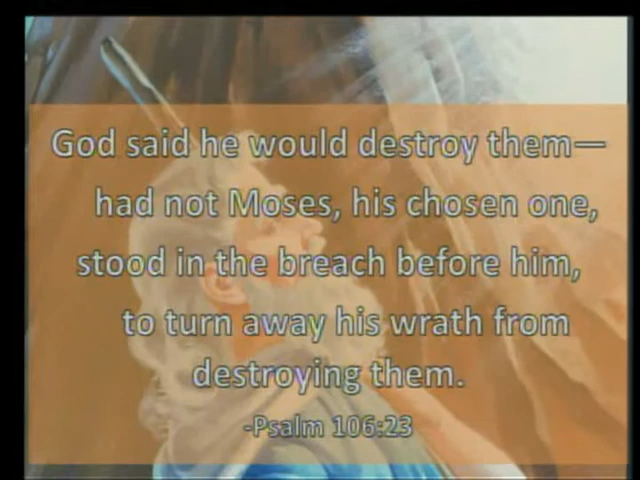 God said he would destroy them—
had not Moses, his chosen one,
stood in the breach before him,
to turn away his wrath from
destroying them.
-Psalm 106:23